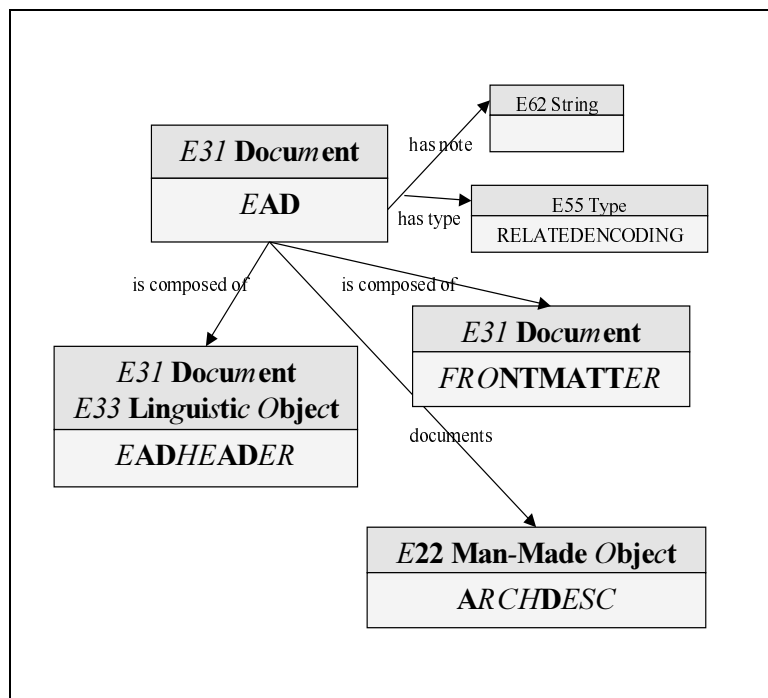 E62 String
E31 Document
has note
EAD
E55 Type
has type
RELATEDENCODING
is composed of
is composed of
E31 Document
FRONTMATTER
E31 Document
E33 Linguistic Object
EADHEADER
documents
E22 Man-Made Object
ARCHDESC